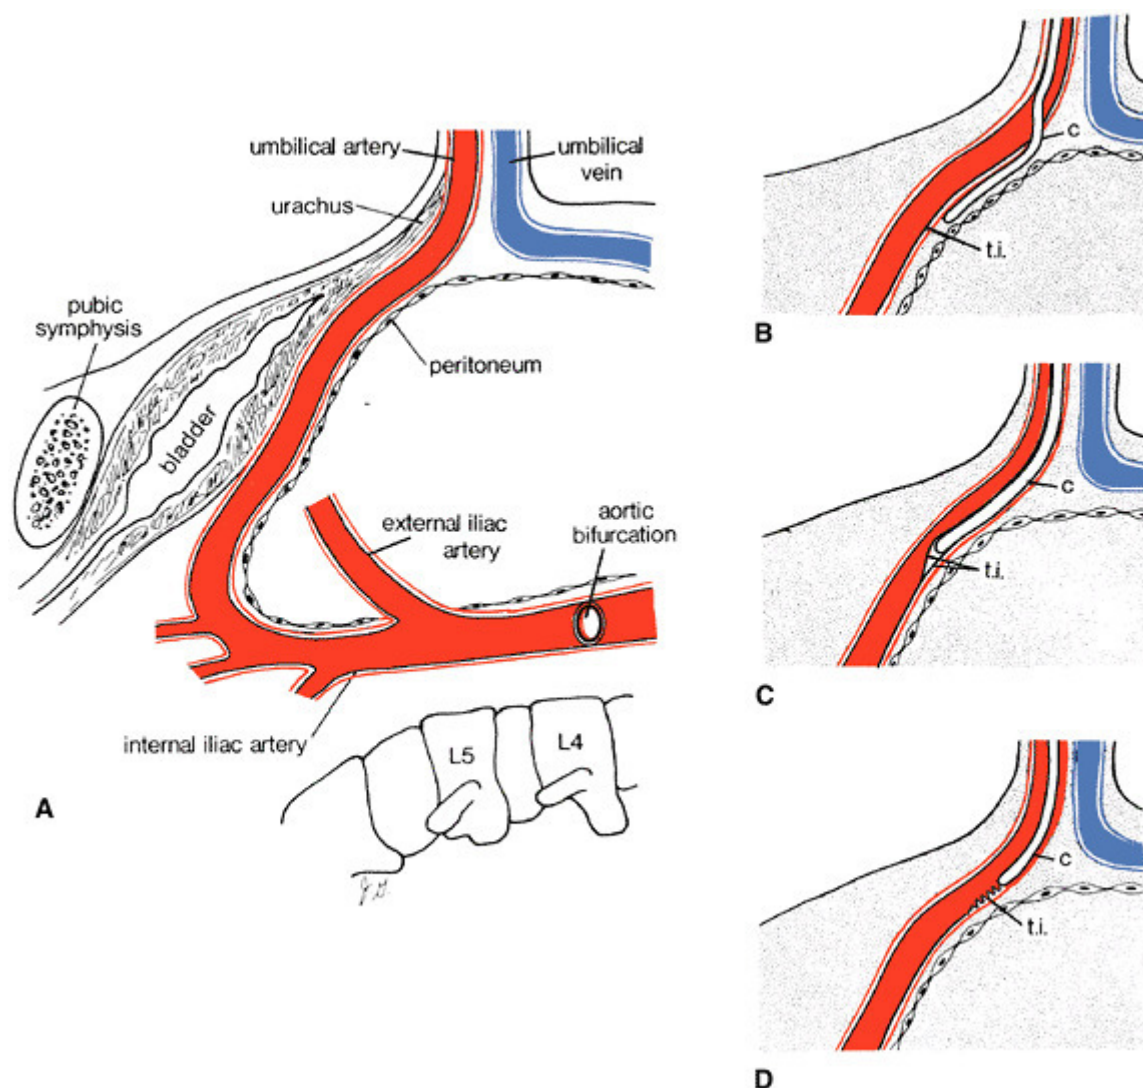 umbilical artery
umbilical
vein
urachus
pubic
symphysis
peritoneum
bladder
external iliac
artery
aortic
bifurcation
internal iliac artery
L5
L4
A
c
t.i.
B
c
t.i.
C
c
t.i.
D